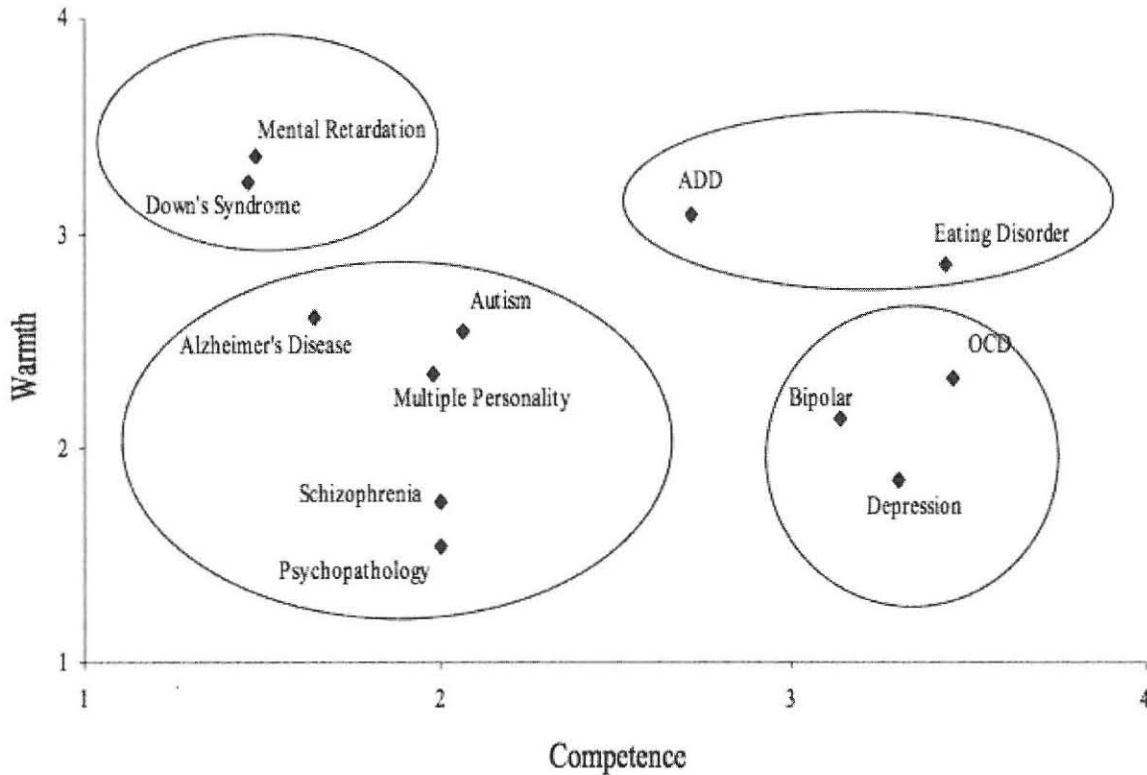 4
Mental Retardation
ADD
Down's Syndrome
3
Eating Disorder
Autism
Alzheimer's Disease
OCD
Warmth
Multiple Personality
Bipolar
2
Schizophrenia
Depression
Psychopathology
1
1
2
3
4
Competence